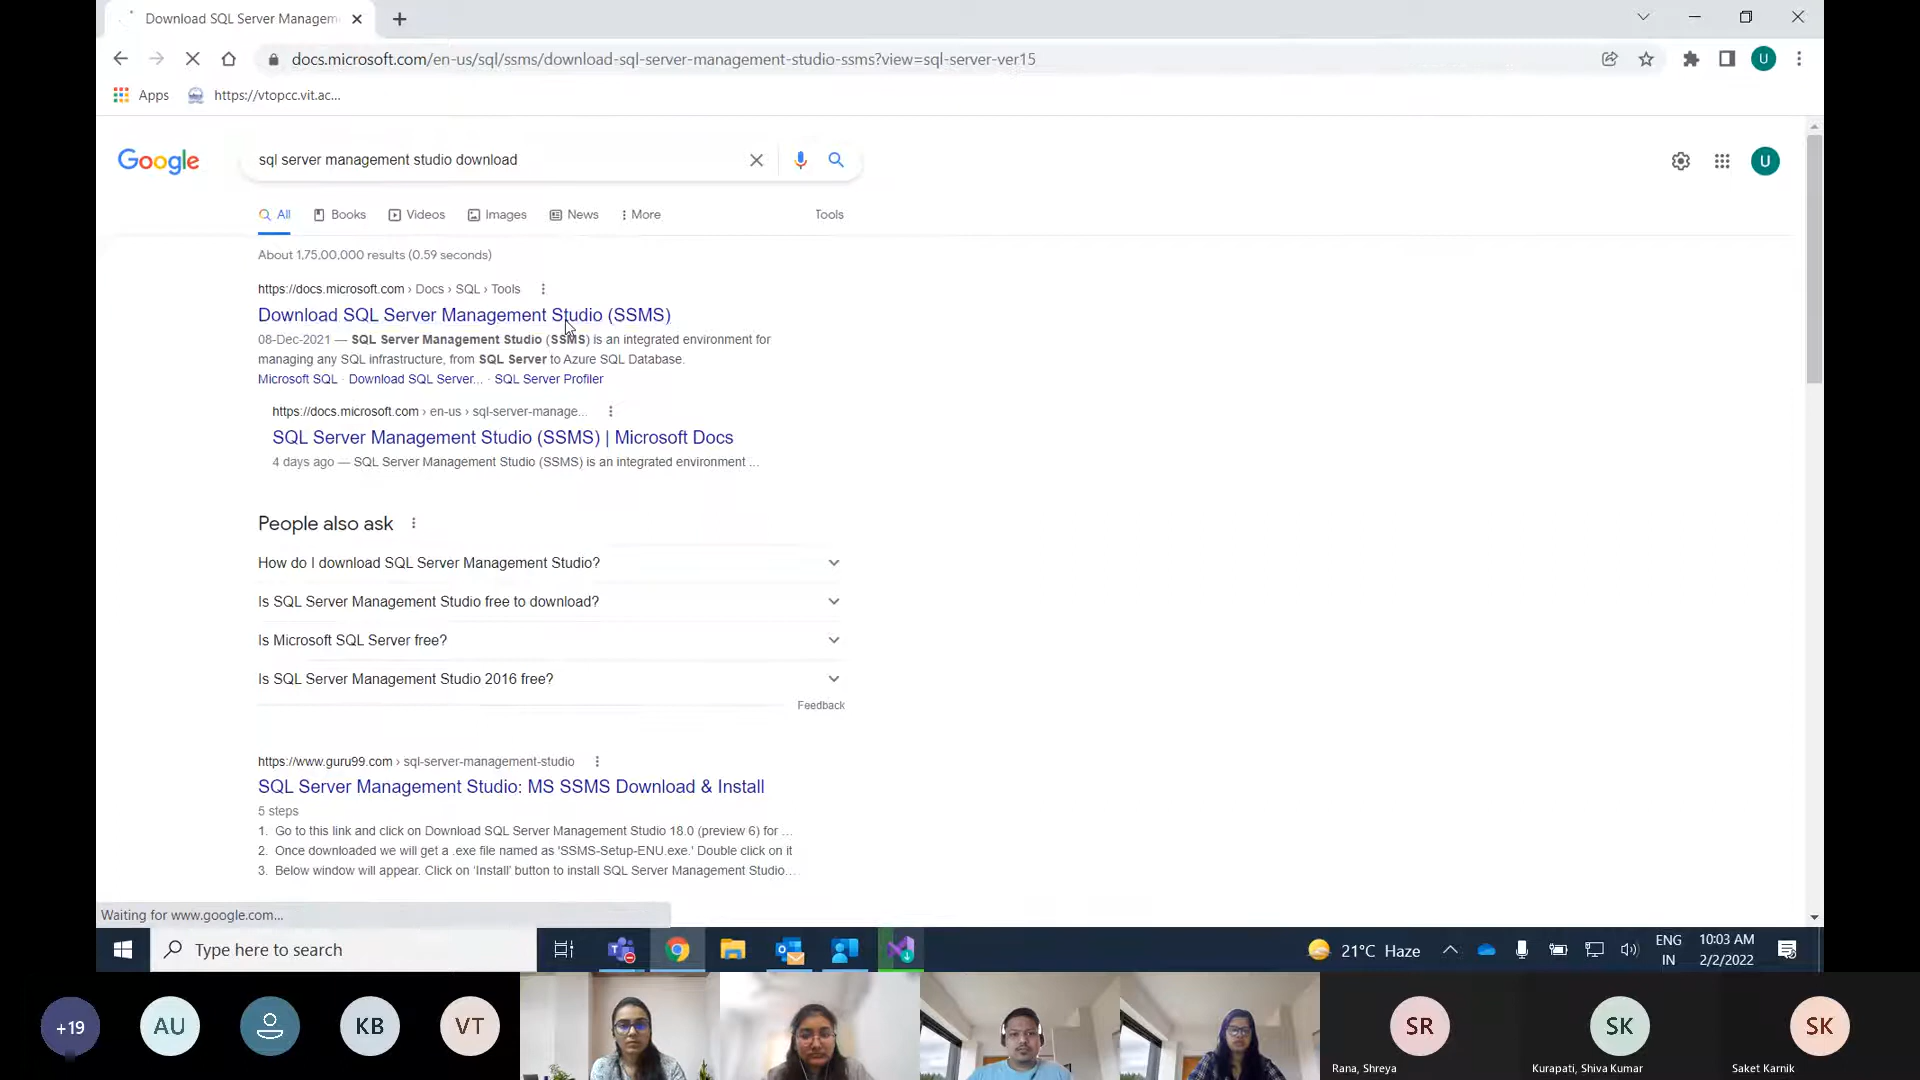 Download SQL Server Managem
docs.microsoft.com/en-us/sql/ssms/download-sql-server-management-studio-ssms?view=sql-server-ver15
U
Apps
https://vtopcc.vit.ac...
Google
sql server management studio download
U
All
Books
Videos
Images
News
More
Tools
About 1,75,00,000 results (0.59 seconds)
https://docs.microsoft.com › Docs › SQL › Tools
Download SQL Server Management Studio (SSMS)
08-Dec-2021 — SQL Server Management Studio (SSMS) is an integrated environment for
managing any SQL infrastructure, from SQL Server to Azure SQL Database.
Microsoft SQL · Download SQL Server... · SQL Server Profiler
https://docs.microsoft.com › en-us › sql-server-manage...
SQL Server Management Studio (SSMS) | Microsoft Docs
4 days ago — SQL Server Management Studio (SSMS) is an integrated environment ...
People also ask
How do I download SQL Server Management Studio?
Is SQL Server Management Studio free to download?
Is Microsoft SQL Server free?
Is SQL Server Management Studio 2016 free?
Feedback
https://www.guru99.com › sql-server-management-studio
SQL Server Management Studio: MS SSMS Download & Install
5 steps
1. Go to this link and click on Download SQL Server Management Studio 18.0 (preview 6) for ...
2. Once downloaded we will get a .exe file named as 'SSMS-Setup-ENU.exe.' Double click on it
3. Below window will appear. Click on 'Install' button to install SQL Server Management Studio...
Waiting for www.google.com...
Type here to search
21°C Haze
ENG
IN
10:03 AM
2/2/2022
+19
AU
KB
VT
SR
SK
SK
Rana, Shreya
Kurapati, Shiva Kumar
Saket Karnik